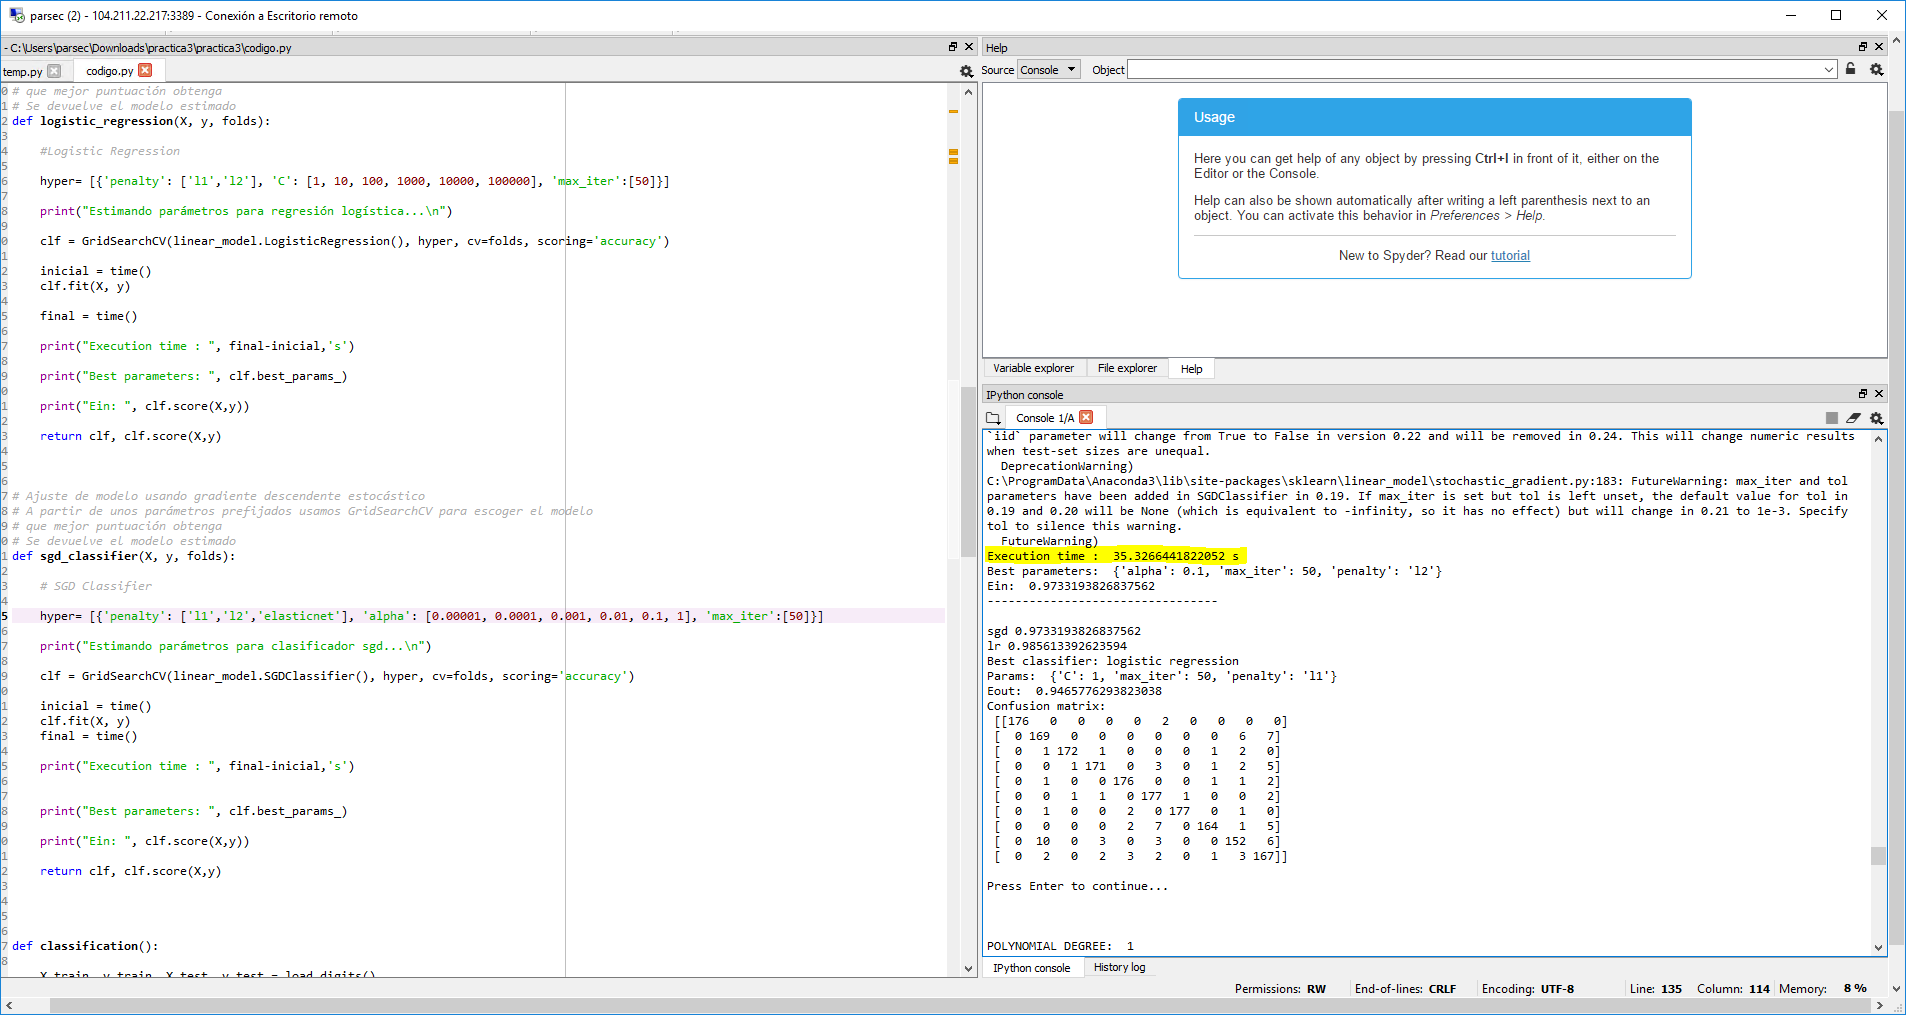 parsec (2) - 104.211.22.217:3389 - Conexión a Escritorio remoto
- C:\Users\parsec\Downloads\practica3\practica3\codigo.py
temp.py
codigo.py
0 # que mejor puntuación obtenga
1 # Se devuelve el modelo estimado
2 def logistic_regression(X, y, folds):
3
4 #Logistic Regression
5
6 hyper= [{'penalty': ['l1','l2'], 'C': [1, 10, 100, 1000, 10000, 100000], 'max_iter':[50]}]
7
8 print("Estimando parámetros para regresión logística...\n")
9
0 clf = GridSearchCV(linear_model.LogisticRegression(), hyper, cv=folds, scoring='accuracy')
1
2 inicial = time()
3 clf.fit(X, y)
4
5 final = time()
6
7 print("Execution time : ", final-inicial,'s')
8
9 print("Best parameters: ", clf.best_params_)
0
1 print("Ein: ", clf.score(X,y))
2
3 return clf, clf.score(X,y)
4
5
6
7 # Ajuste de modelo usando gradiente descendente estocástico
8 # A partir de unos parámetros prefijados usamos GridSearchCV para escoger el modelo
9 # que mejor puntuación obtenga
0 # Se devuelve el modelo estimado
1 def sgd_classifier(X, y, folds):
2
3 # SGD Classifier
4
5 hyper= [{'penalty': ['l1','l2','elasticnet'], 'alpha': [0.00001, 0.0001, 0.001, 0.01, 0.1, 1], 'max_iter':[50]}]
6
7 print("Estimando parámetros para clasificador sgd...\n")
8
9 clf = GridSearchCV(linear_model.SGDClassifier(), hyper, cv=folds, scoring='accuracy')
0
1 inicial = time()
2 clf.fit(X, y)
3 final = time()
4
5 print("Execution time : ", final-inicial,'s')
6
7
8 print("Best parameters: ", clf.best_params_)
9
0 print("Ein: ", clf.score(X,y))
1
2 return clf, clf.score(X,y)
3
4
5
6
7 def classification():
8
X_train, y_train, X_test, y_test = load_digits()
Help
Source Console Object
Usage
Here you can get help of any object by pressing Ctrl+I in front of it, either on the
Editor or the Console.
Help can also be shown automatically after writing a left parenthesis next to an
object. You can activate this behavior in Preferences > Help.
New to Spyder? Read our tutorial
Variable explorer File explorer Help
IPython console
Console 1/A
`iid` parameter will change from True to False in version 0.22 and will be removed in 0.24. This will change numeric results
when test-set sizes are unequal.
DeprecationWarning)
C:\ProgramData\Anaconda3\lib\site-packages\sklearn\linear_model\stochastic_gradient.py:183: FutureWarning: max_iter and tol
parameters have been added in SGDClassifier in 0.19. If max_iter is set but tol is left unset, the default value for tol in
0.19 and 0.20 will be None (which is equivalent to -infinity, so it has no effect) but will change in 0.21 to 1e-3. Specify
tol to silence this warning.
FutureWarning)
Execution time :  35.3266441822052 s
Best parameters:  {'alpha': 0.1, 'max_iter': 50, 'penalty': 'l2'}
Ein:  0.9733193826837562
---------------------------------
sgd 0.9733193826837562
lr 0.985613392623594
Best classifier: logistic regression
Params:  {'C': 1, 'max_iter': 50, 'penalty': 'l1'}
Eout:  0.9465776293823038
Confusion matrix:
[[176 0 0 0 0 2 0 0 0 0]
[ 0 169 0 0 0 0 0 0 6 7]
[ 0 1 172 1 0 0 0 1 2 0]
[ 0 0 1 171 0 3 0 1 2 5]
[ 0 1 0 0 176 0 0 1 1 2]
[ 0 0 1 1 0 177 1 0 0 2]
[ 0 1 0 0 2 0 177 0 1 0]
[ 0 0 0 0 2 7 0 164 1 5]
[ 0 10 0 3 0 3 0 0 152 6]
[ 0 2 0 2 3 2 0 1 3 167]]
Press Enter to continue...
POLYNOMIAL DEGREE:  1
IPython console History log
Permissions: RW End-of-lines: CRLF Encoding: UTF-8 Line: 135 Column: 114 Memory: 8 %